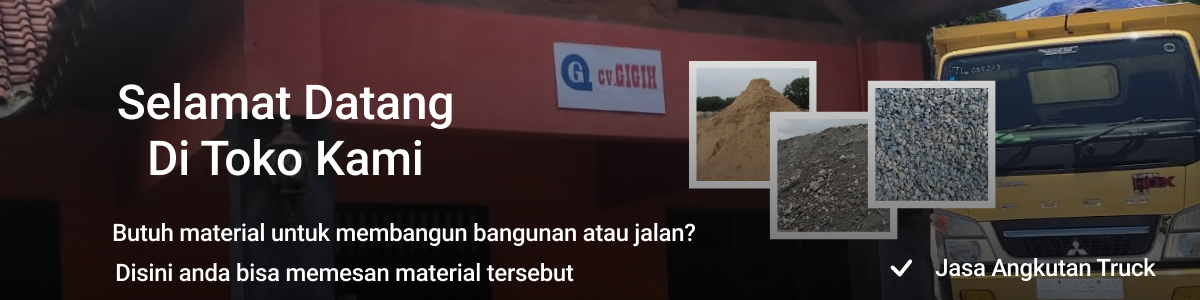 Selamat Datang
Di Toko Kami
Butuh material untuk membangun bangunan atau jalan?
Disini anda bisa memesan material tersebut
G cv.GIGIH
FUSO
Jasa Angkutan Truck